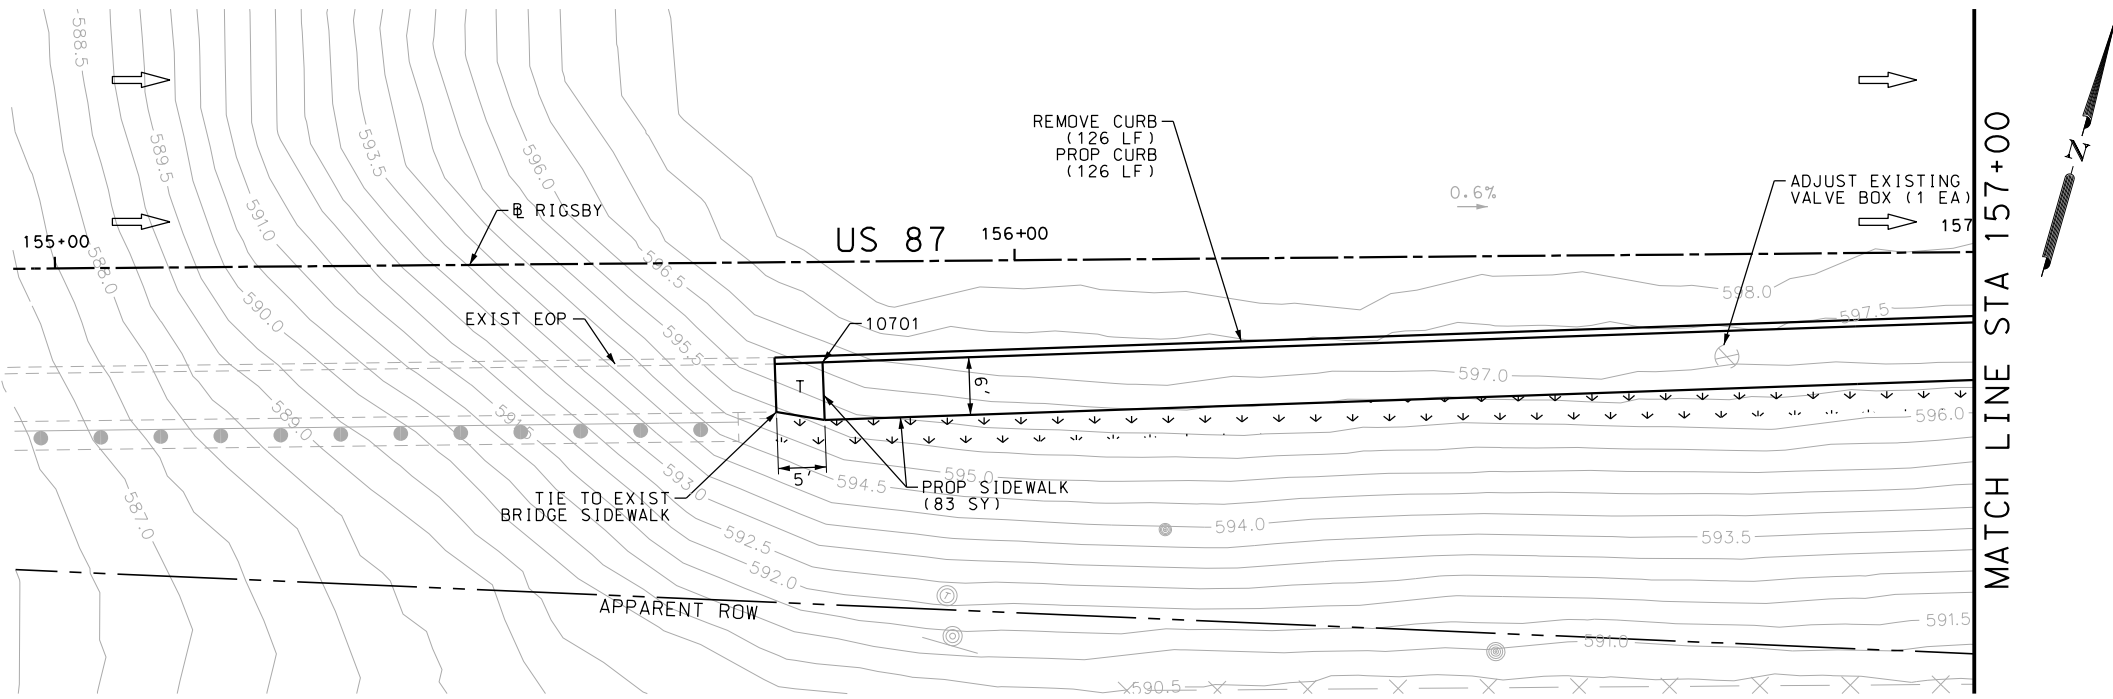 588.5
589.5
593.5
596.0
REMOVE CURB
(126 LF)
PROP CURB
(126 LF)
0.6%
ADJUST EXISTING
VALVE BOX (1 EA)
N
591.0
℄ RIGSBY
155+00
US 87
156+00
157
588.0
596.5
598.0
597.5
590.0
EXIST EOP
595.5
10701
T
6'
597.0
589.0
591.5
596.0
5'
587.0
593.0
594.5
595.0
TIE TO EXIST
BRIDGE SIDEWALK
PROP SIDEWALK
(83 SY)
594.0
593.5
592.5
592.0
T
APPARENT ROW
591.5
591.0
590.5
MATCH LINE STA 157+00